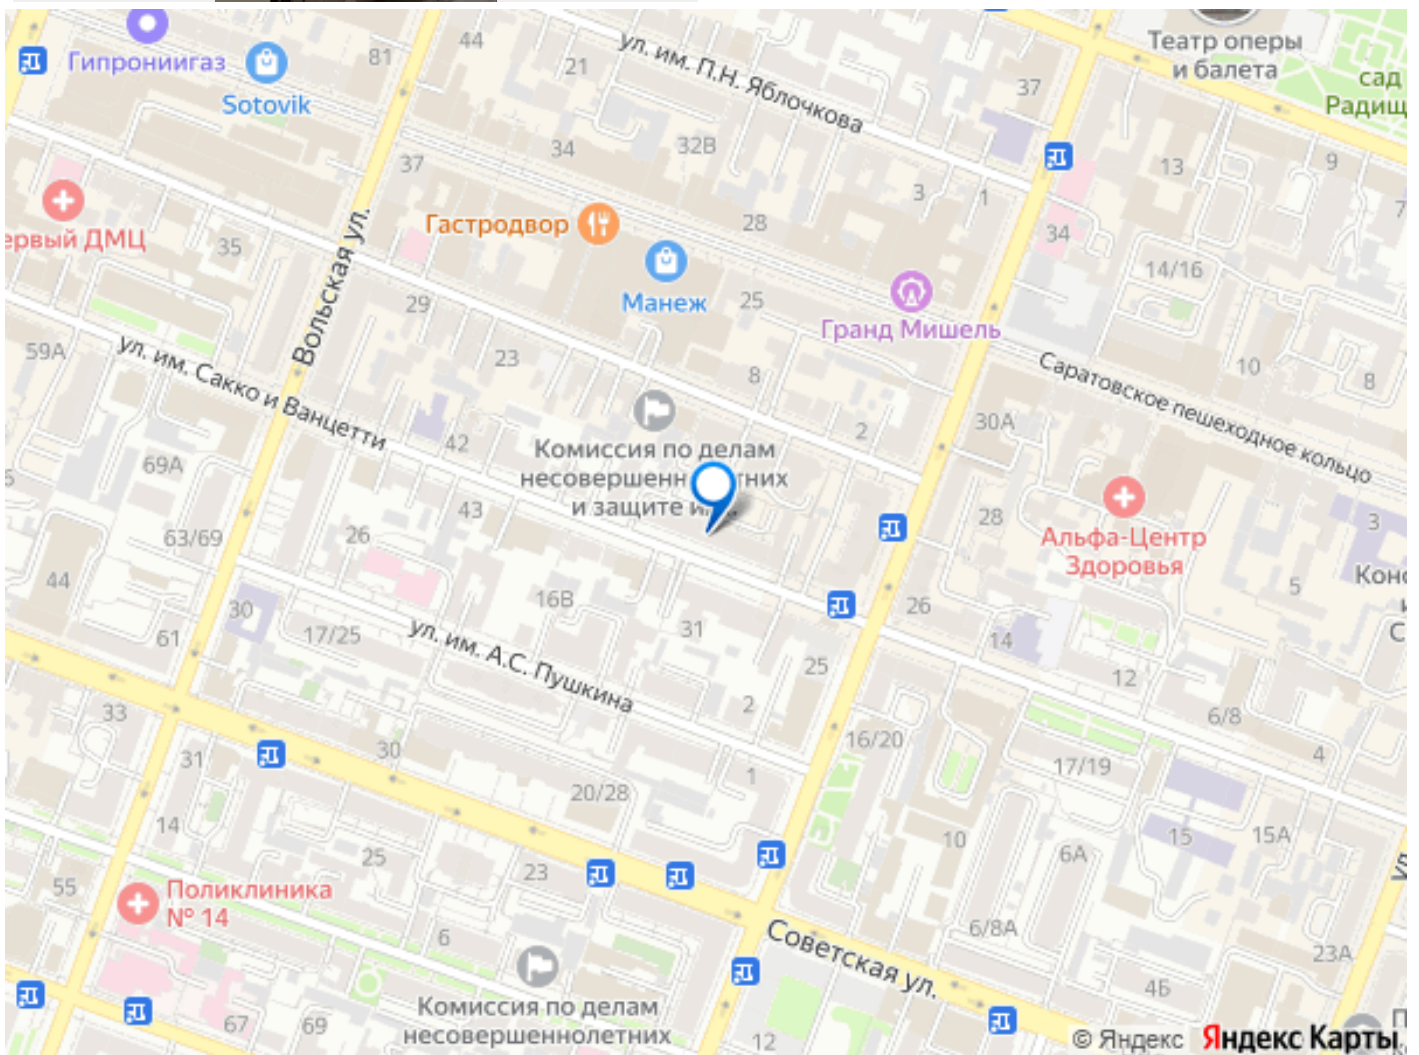 Гипрониигаз
Sotovik
81
44
21
ул. им. П.Н. Яблочкова
37
Театр оперы
и балета
сад
Радищ
37
34
32В
3
1
13
9
7
ервый ДМЦ
35
Вольская ул.
Гастродвор
28
34
14/16
Манеж
25
29
Гранд Мишель
59А
ул. им. Сакко и Ванцетти
23
8
Саратовское пешеходное кольцо
10
8
Комиссия по делам
несовершен
тних
и защите и
2
30А
42
69А
43
28
Альфа-Центр
Здоровья
3
Конс
С
5
63/69
26
44
30
17/25
16В
31
26
14
61
ул. им. А.С. Пушкина
25
12
6/8
4
33
2
16/20
17/19
31
30
1
20/28
14
10
15
15А
6А
25
23
55
Поликлиника
№ 14
6
6/8А
Советская ул.
23А
4Б
Комиссия по делам
несовершеннолетних
67
69
12
© Яндекс Яндекс Карты